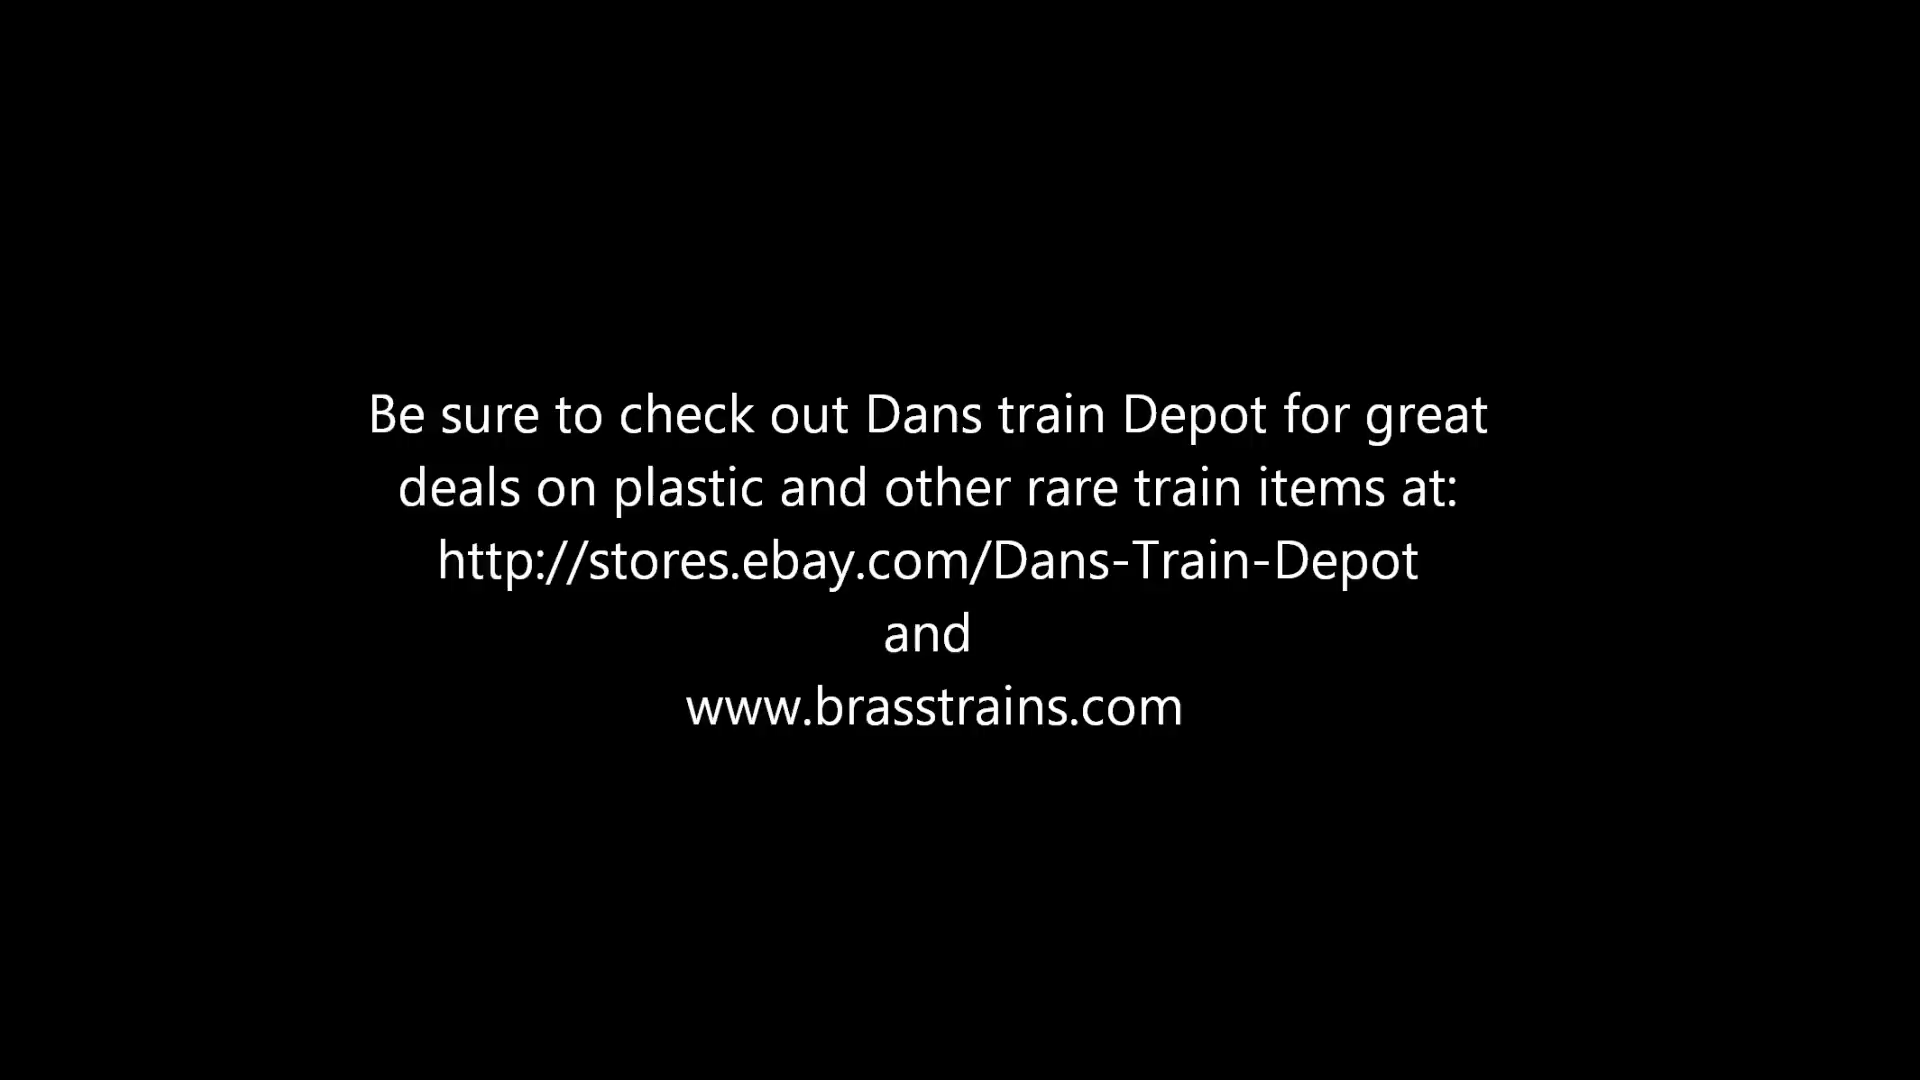 Be sure to check out Dans train Depot for great
deals on plastic and other rare train items at:
http://stores.ebay.com/Dans-Train-Depot
and
www.brasstrains.com